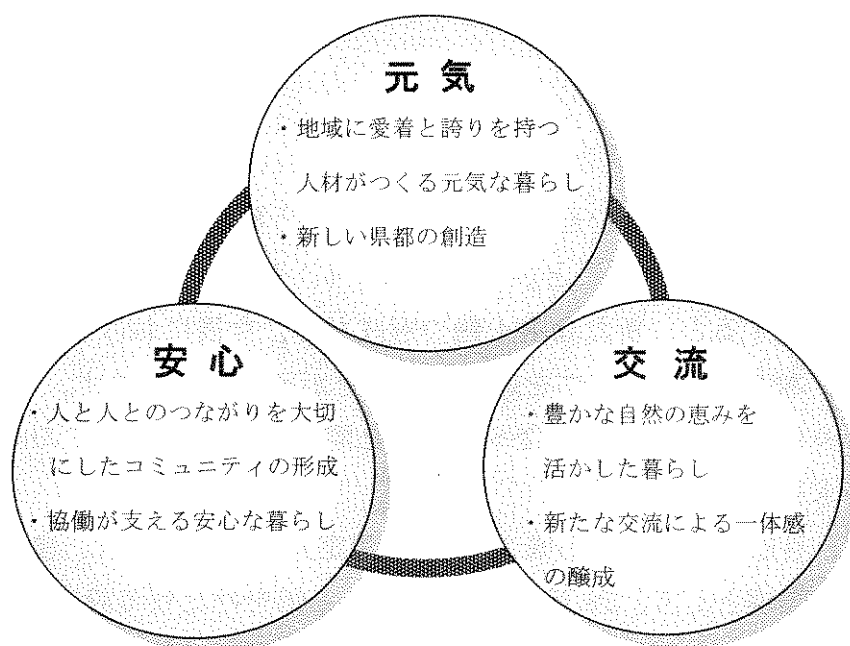 元 気
・地域に愛着と誇りを持つ
人材がつくる元気な暮らし
・新しい県都の創造
安 心
・人と人とのつながりを大切
にしたコミュニティの形成
・協働が支える安心な暮らし
交 流
・豊かな自然の恵みを
活かした暮らし
・新たな交流による一体感
の醸成